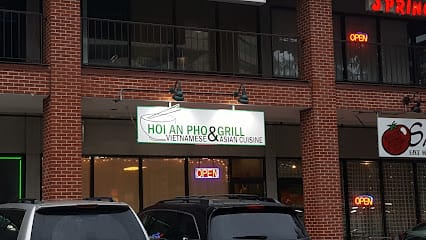 SPRIN
OPEN
HOI AN PHO & GRILL
VIETNAMESE & ASIAN CUISINE
OPEN
OPEN